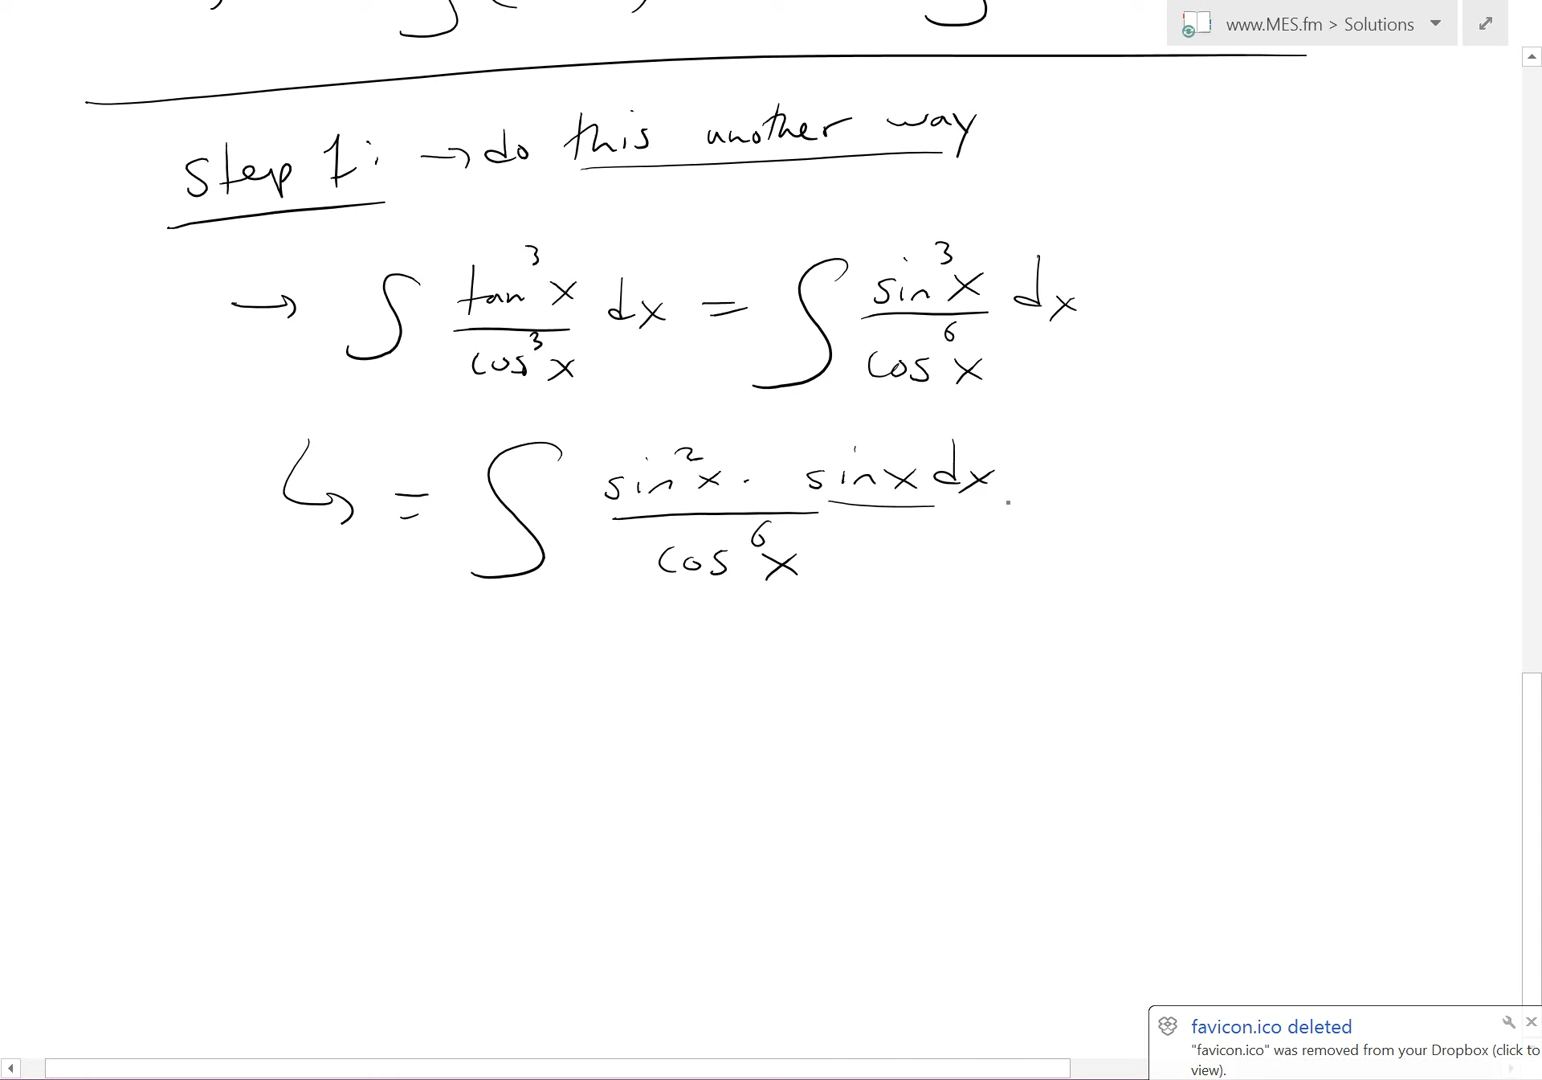 www.MES.fm > Solutions
Step 1: → do this another way
→ ∫ tan³x / cos³x dx = ∫ sin³x / cos⁶x dx
↳ = ∫ sin²x · sinx dx / cos⁶x
favicon.ico deleted
"favicon.ico" was removed from your Dropbox (click to
view).